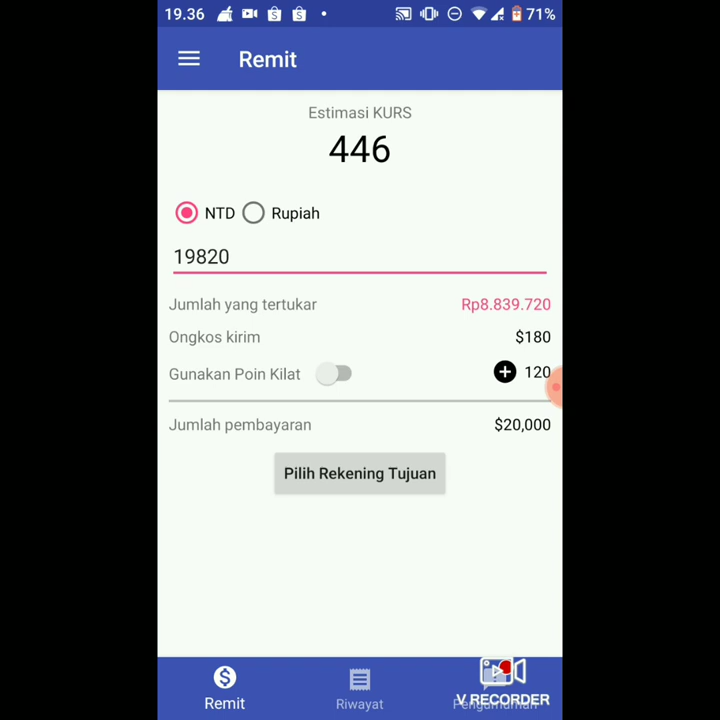 19.36 71%
Remit
Estimasi KURS
446
NTD Rupiah
19820
Jumlah yang tertukar Rp8.839.720
Ongkos kirim $180
Gunakan Poin Kilat 120
Jumlah pembayaran $20,000
Pilih Rekening Tujuan
Remit Riwayat Pengumuman
V RECORDER